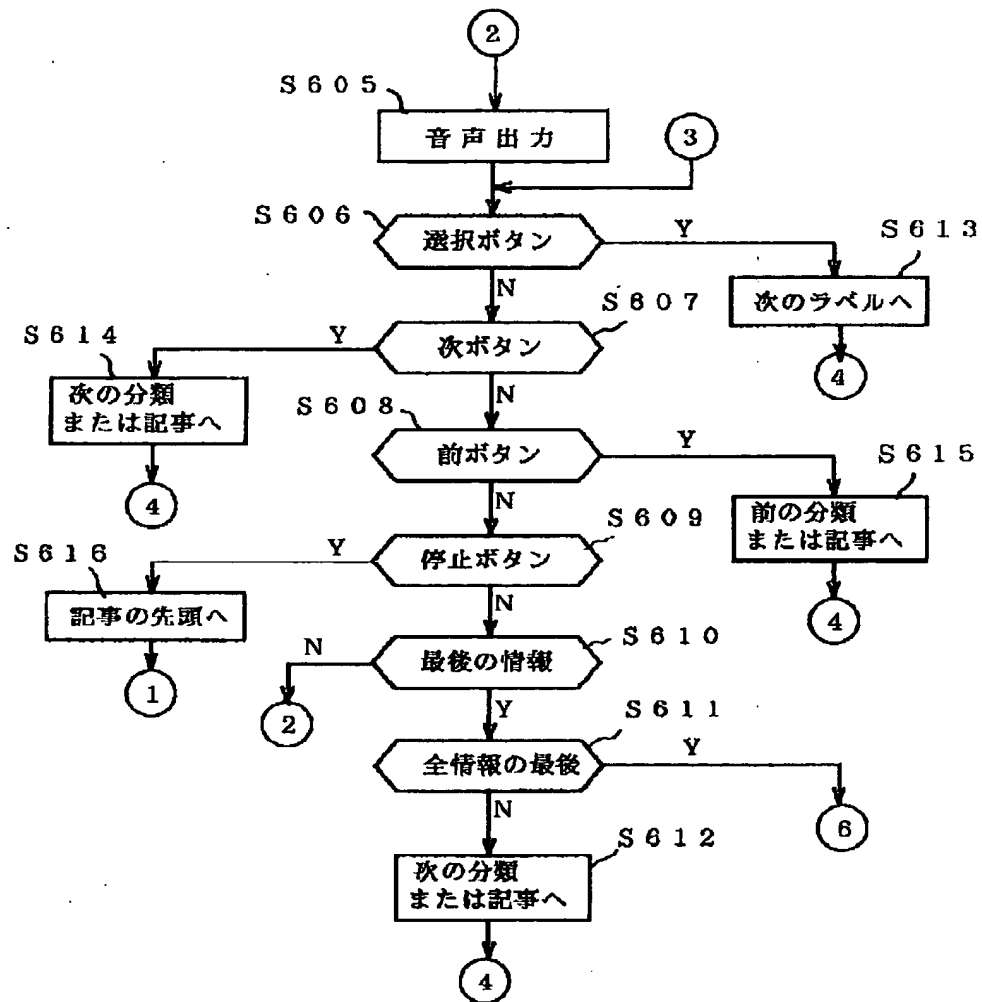 ②
S605
音声出力
③
S606
選択ボタン
Y
S613
N
次のラベルへ
S607
④
S614
Y
次ボタン
次の分類
または記事へ
N
S608
④
前ボタン
Y
S615
N
前の分類
または記事へ
S609
S616
Y
停止ボタン
④
記事の先頭へ
N
S610
①
N
最後の情報
②
Y
S611
全情報の最後
Y
N
⑥
S612
次の分類
または記事へ
④